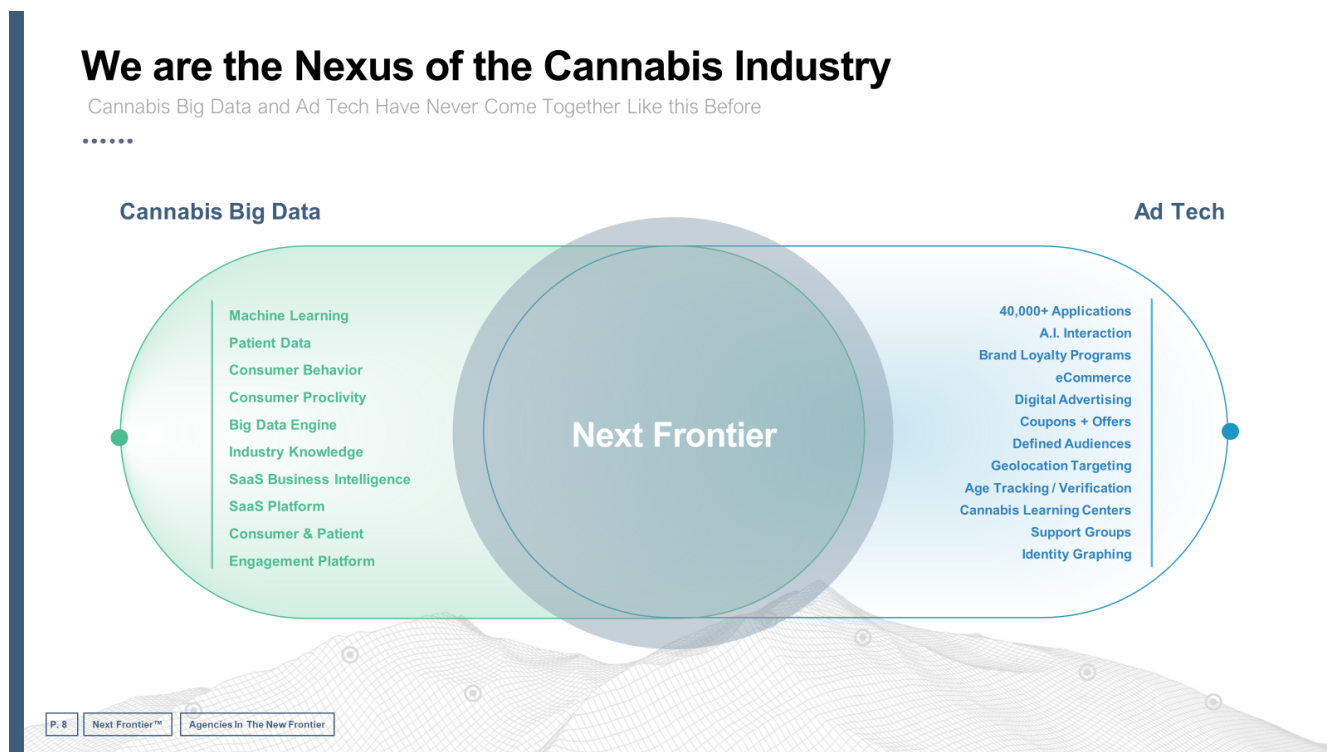 We are the Nexus of the Cannabis Industry
Cannabis Big Data and Ad Tech Have Never Come Together Like this Before
Cannabis Big Data
Machine Learning
Patient Data
Consumer Behavior
Consumer Proclivity
Big Data Engine
Industry Knowledge
SaaS Business Intelligence
SaaS Platform
Consumer & Patient
Engagement Platform
Next Frontier
Ad Tech
40,000+ Applications
A.I. Interaction
Brand Loyalty Programs
eCommerce
Digital Advertising
Coupons + Offers
Defined Audiences
Geolocation Targeting
Age Tracking / Verification
Cannabis Learning Centers
Support Groups
Identity Graphing
P. 8
Next Frontier™
Agencies In The New Frontier